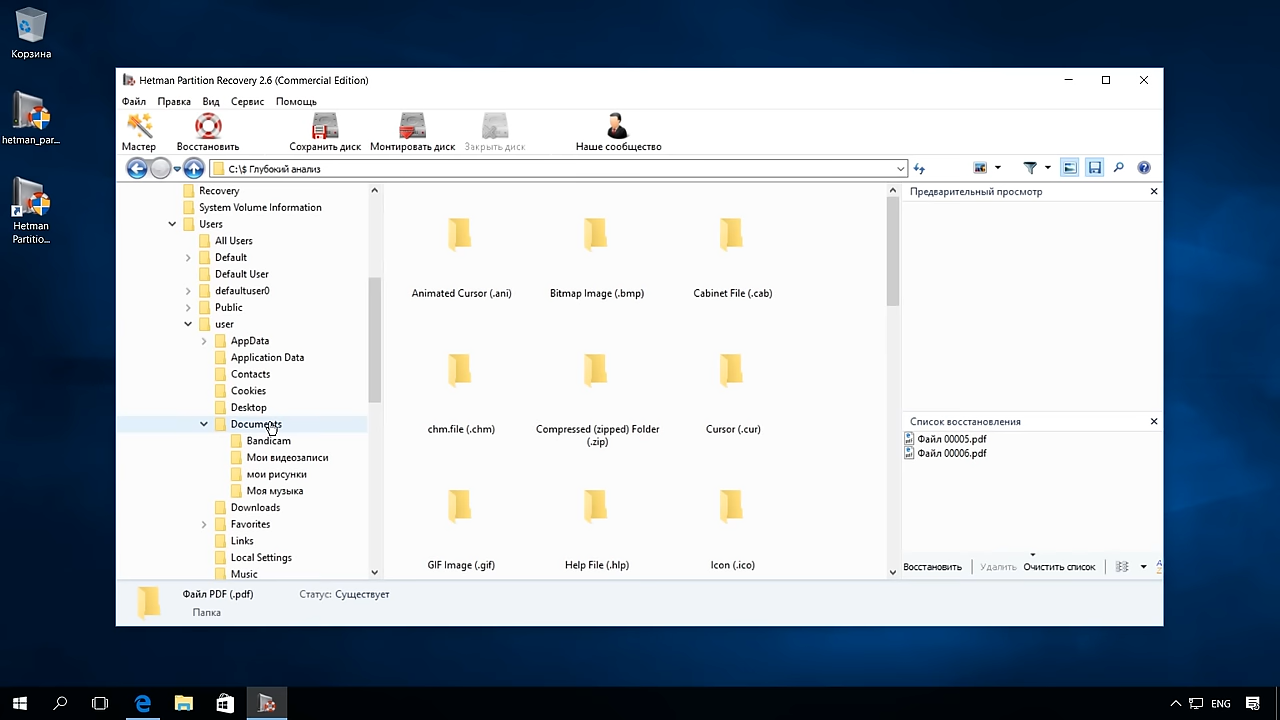 Корзина
hetman_par...
Hetman
Partitio...
Hetman Partition Recovery 2.6 (Commercial Edition)
Файл Правка Вид Сервис Помощь
Мастер Восстановить Сохранить диск Монтировать диск Закрыть диск Наше сообщество
C:\$ Глубокий анализ
Recovery
System Volume Information
Users
All Users
Default
Default User
defaultuser0
Public
user
AppData
Application Data
Contacts
Cookies
Desktop
Documents
Bandicam
Мои видеозаписи
мои рисунки
Моя музыка
Downloads
Favorites
Links
Local Settings
Music
Animated Cursor (.ani) Bitmap Image (.bmp) Cabinet File (.cab)
chm.file (.chm) Compressed (zipped) Folder (.zip) Cursor (.cur)
GIF Image (.gif) Help File (.hlp) Icon (.ico)
Предварительный просмотр
Список восстановления
Файл 00005.pdf
Файл 00006.pdf
Восстановить Удалить Очистить список
Файл PDF (.pdf) Статус: Существует
Папка
ENG